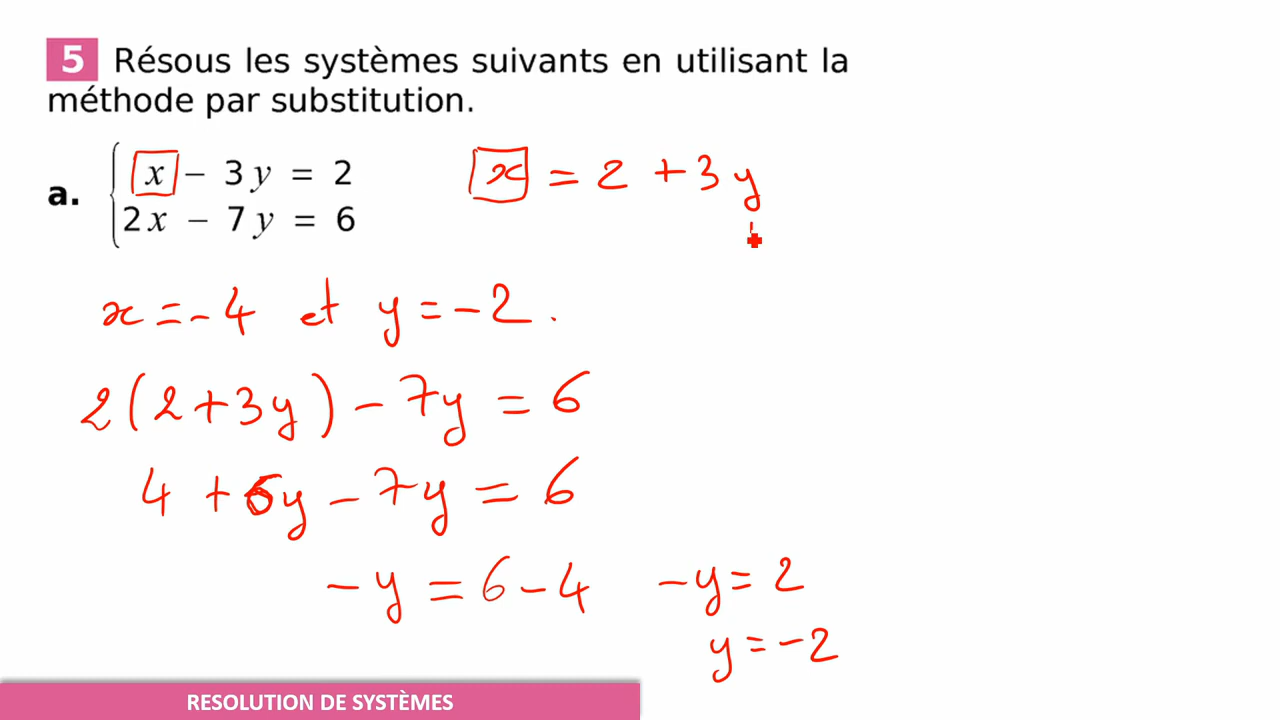 5 Résous les systèmes suivants en utilisant la
méthode par substitution.
a. { x − 3y = 2
2x − 7y = 6
x = 2 + 3y
x = -4 et y = -2.
2(2+3y) - 7y = 6
4 + 6y - 7y = 6
-y = 6-4
-y = 2
y = -2
RESOLUTION DE SYSTÈMES